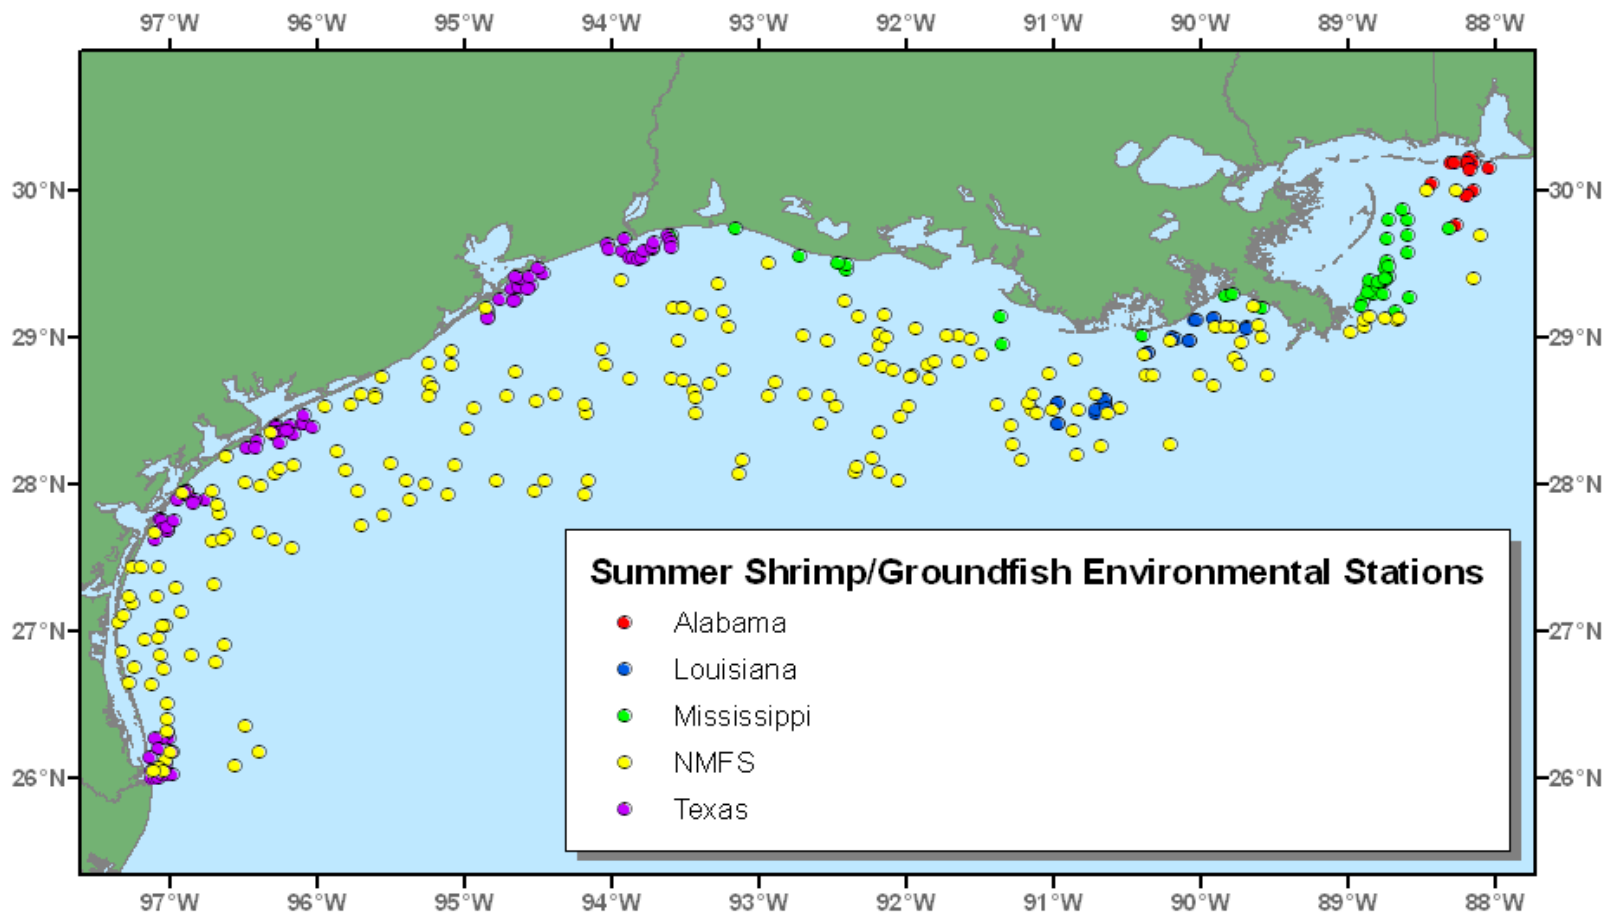 97°W 96°W 95°W 94°W 93°W 92°W 91°W 90°W 89°W 88°W
30°N 30°N
29°N 29°N
28°N 28°N
Summer Shrimp/Groundfish Environmental Stations
Alabama
27°N 27°N
Louisiana
Mississippi
NMFS
26°N 26°N
Texas
97°W 96°W 95°W 94°W 93°W 92°W 91°W 90°W 89°W 88°W